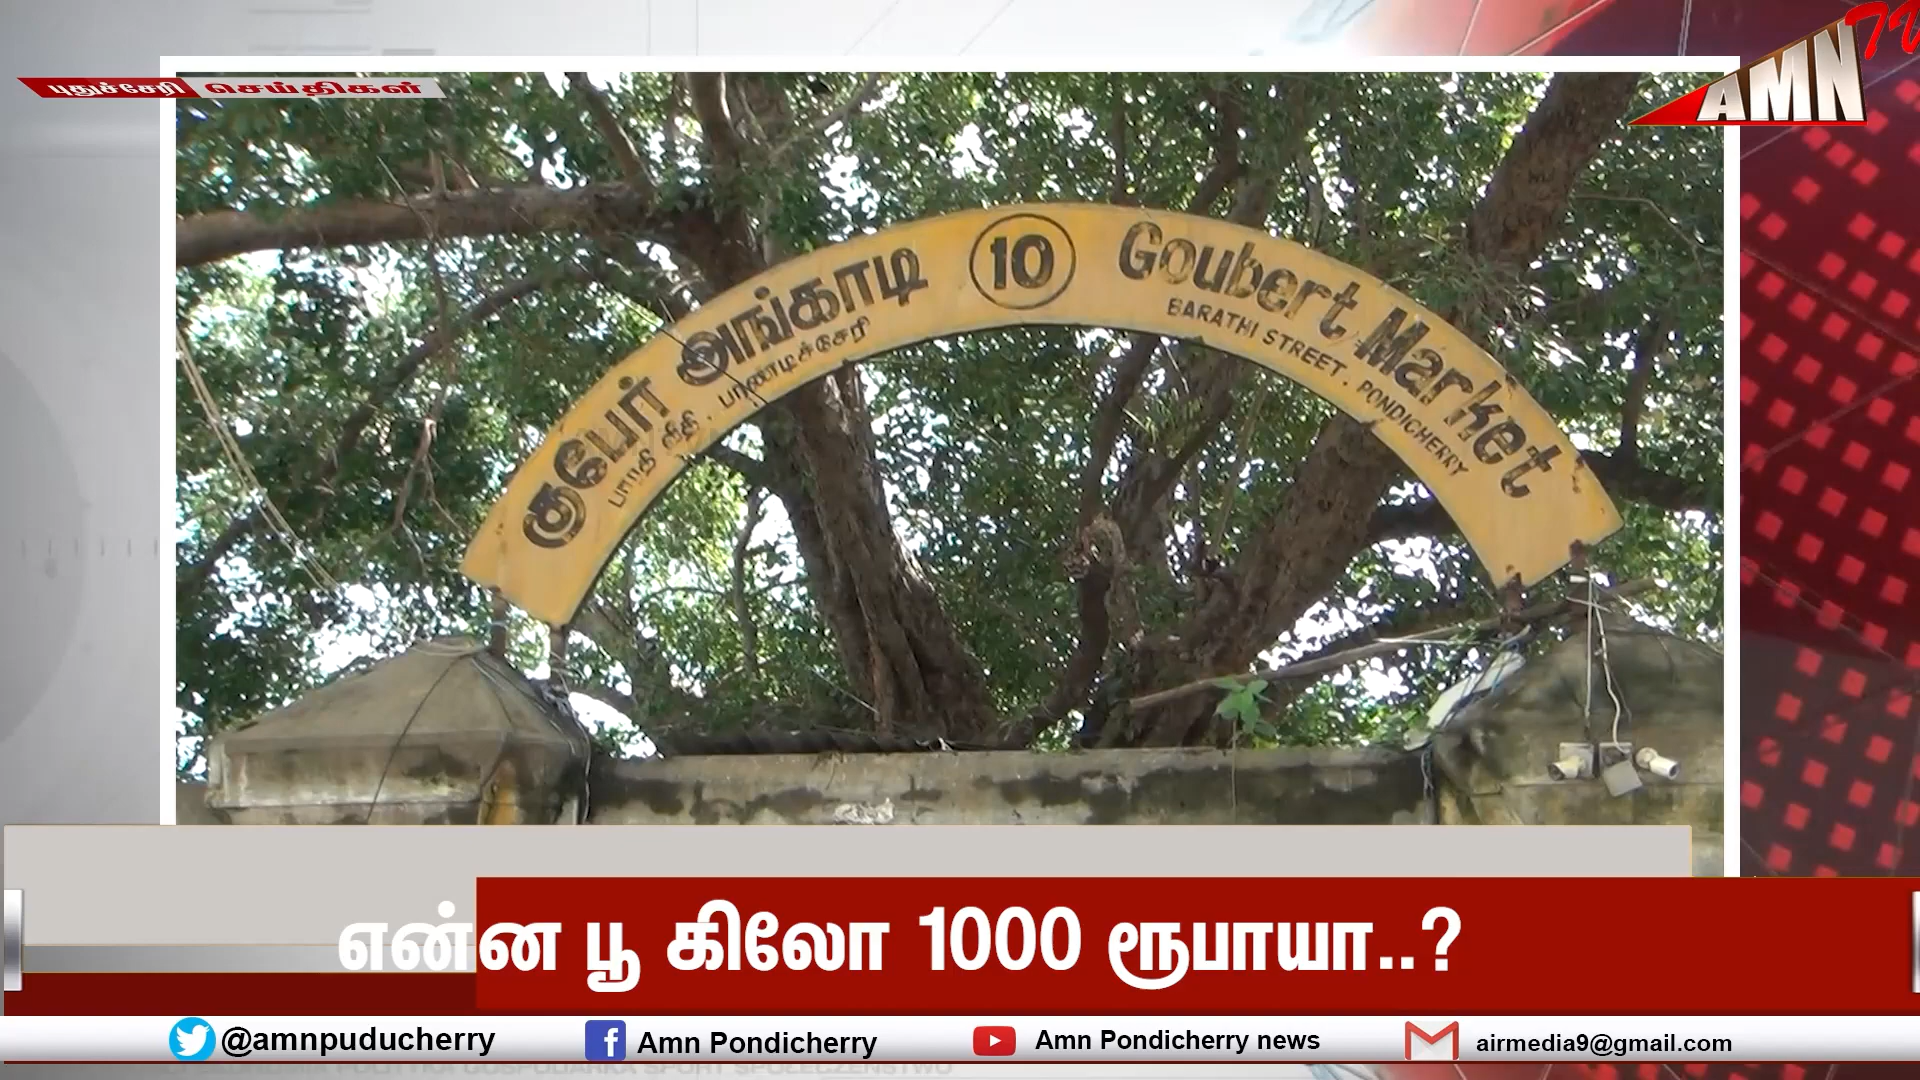 புதுச்சேரி செய்திகள்
AMN TV
குபேர் அங்காடி 10 Goubert Market
பாரதி வீதி . பாண்டிச்சேரி BARATHI STREET . PONDICHERRY
என்ன பூ கிலோ 1000 ரூபாயா..?
@amnpuducherry Amn Pondicherry Amn Pondicherry news airmedia9@gmail.com